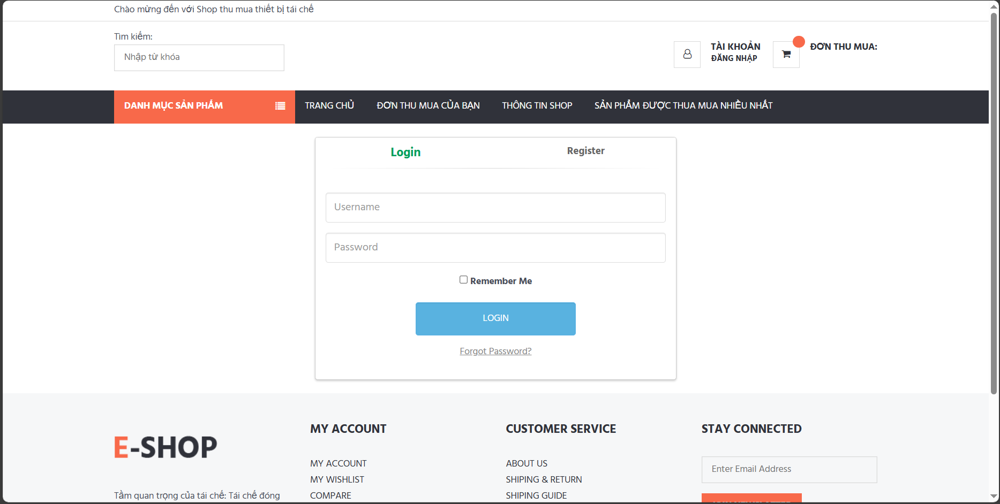 Chào mừng đến với Shop thu mua thiết bị tái chế
Tìm kiếm:
Nhập từ khóa
TÀI KHOẢN
ĐĂNG NHẬP
ĐƠN THU MUA:
DANH MỤC SẢN PHẨM
TRANG CHỦ
ĐƠN THU MUA CỦA BẠN
THÔNG TIN SHOP
SẢN PHẨM ĐƯỢC THUA MUA NHIỀU NHẤT
Login
Register
Username
Password
Remember Me
LOGIN
Forgot Password?
E-SHOP
Tầm quan trọng của tái chế: Tái chế đóng
MY ACCOUNT
MY ACCOUNT
MY WISHLIST
COMPARE
CUSTOMER SERVICE
ABOUT US
SHIPING & RETURN
SHIPING GUIDE
STAY CONNECTED
Enter Email Address